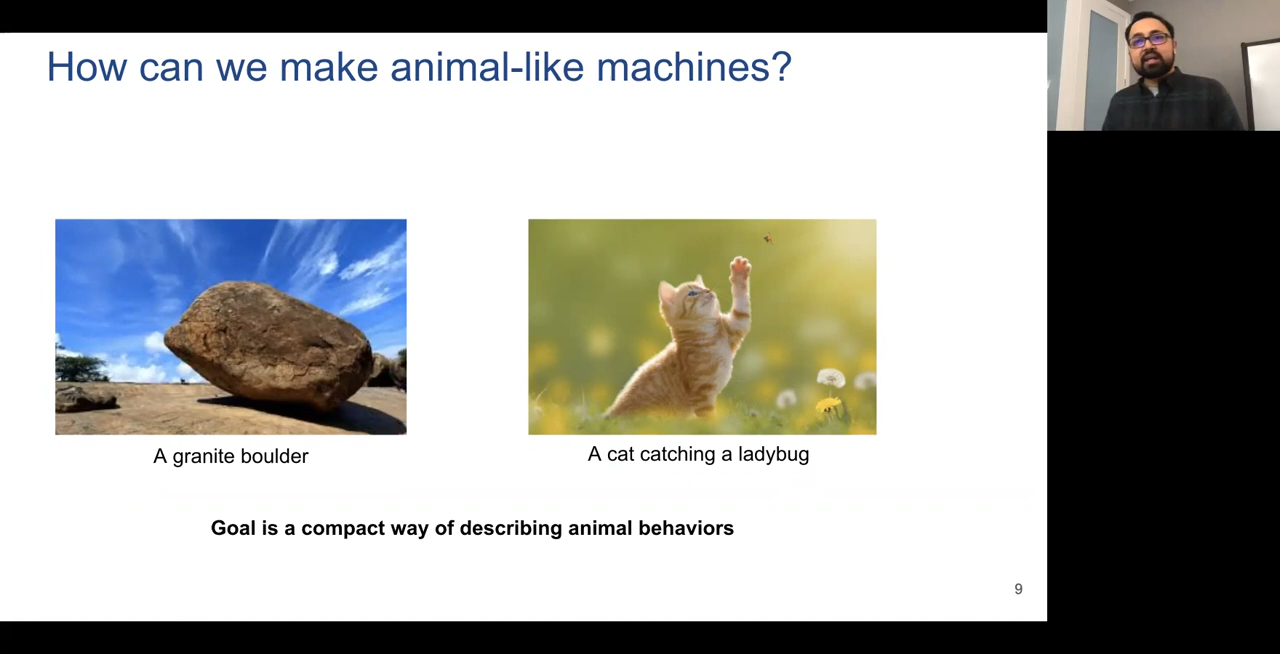 How can we make animal-like machines?
A granite boulder
A cat catching a ladybug
Goal is a compact way of describing animal behaviors
9